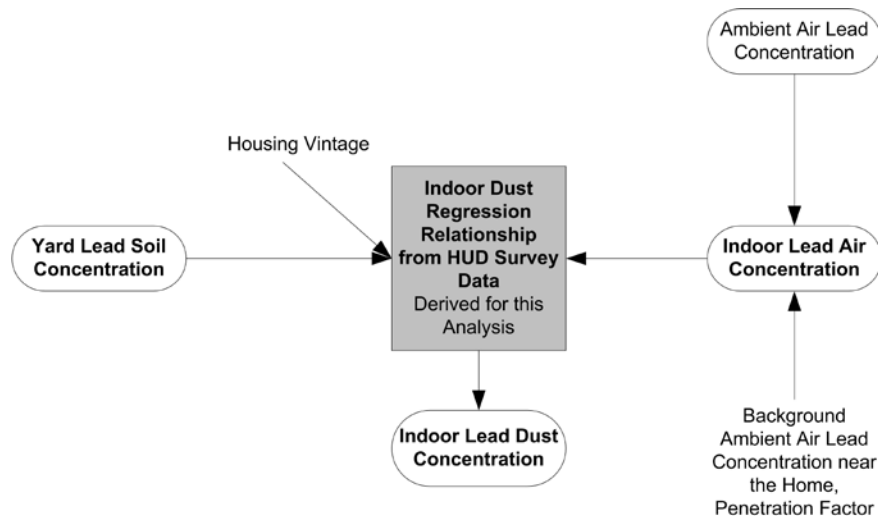 Ambient Air Lead
Concentration
Housing Vintage
Indoor Dust
Regression
Relationship
from HUD Survey
Data
Derived for this
Analysis
Yard Lead Soil
Concentration
Indoor Lead Air
Concentration
Indoor Lead Dust
Concentration
Background
Ambient Air Lead
Concentration near
the Home,
Penetration Factor